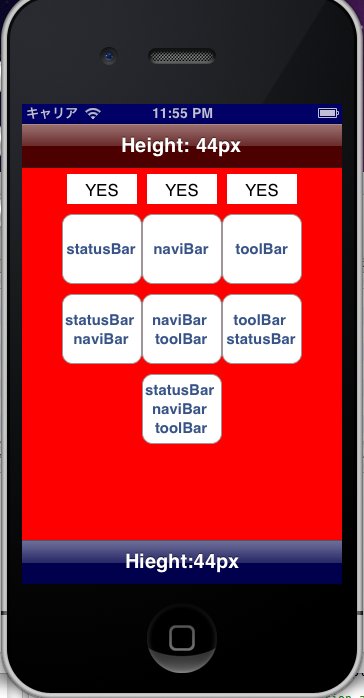 キャリア 11:55 PM
Height: 44px
YES YES YES
statusBar naviBar toolBar
statusBar naviBar toolBar
naviBar toolBar statusBar
statusBar
naviBar
toolBar
Hieght:44px